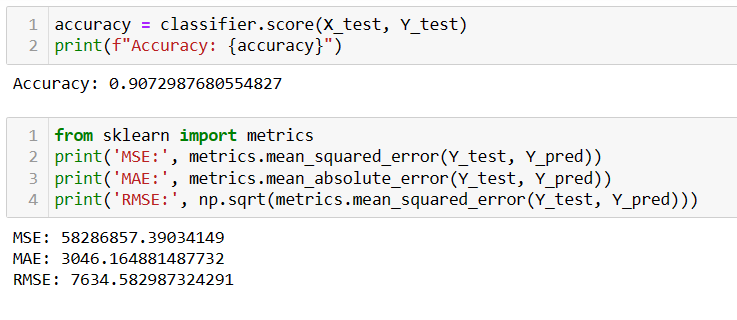 1 accuracy = classifier.score(X_test, Y_test)
2 print(f"Accuracy: {accuracy}")
Accuracy: 0.9072987680554827
1 from sklearn import metrics
2 print('MSE:', metrics.mean_squared_error(Y_test, Y_pred))
3 print('MAE:', metrics.mean_absolute_error(Y_test, Y_pred))
4 print('RMSE:', np.sqrt(metrics.mean_squared_error(Y_test, Y_pred)))
MSE: 58286857.39034149
MAE: 3046.164881487732
RMSE: 7634.582987324291